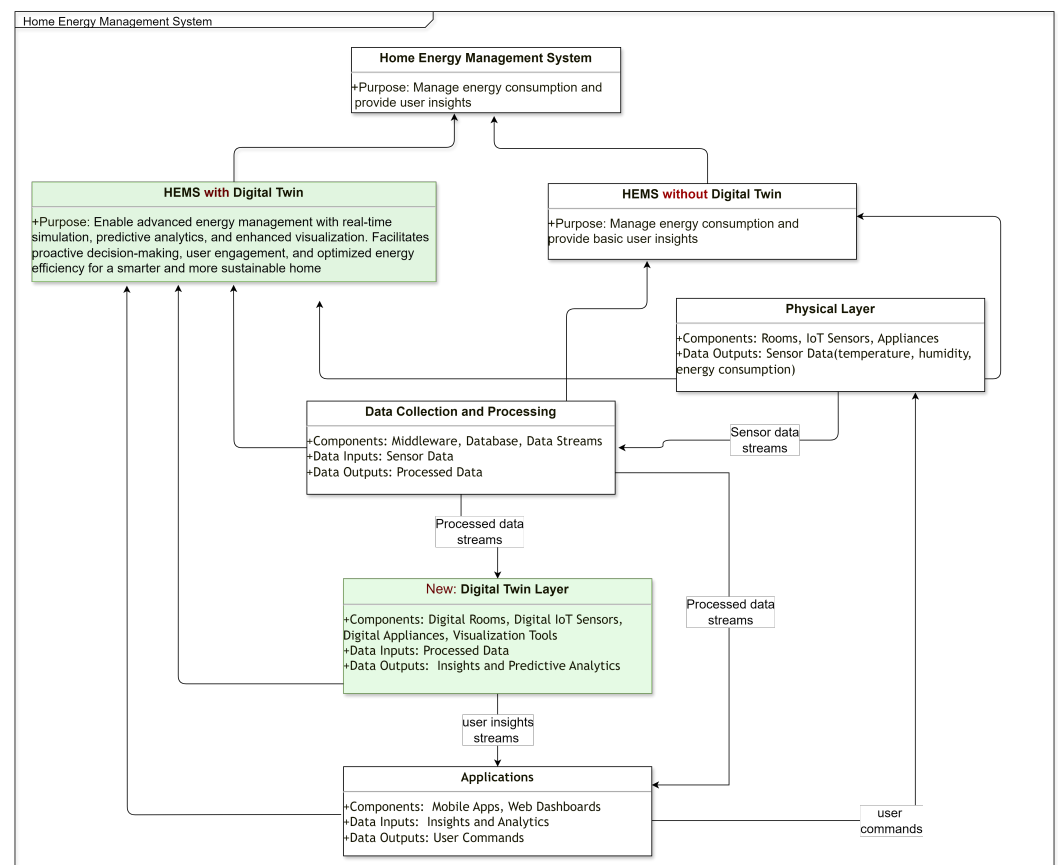 Home Energy Management System
Home Energy Management System
+Purpose: Manage energy consumption and
provide user insights
HEMS with Digital Twin
+Purpose: Enable advanced energy management with real-time
simulation, predictive analytics, and enhanced visualization. Facilitates
proactive decision-making, user engagement, and optimized energy
efficiency for a smarter and more sustainable home
HEMS without Digital Twin
+Purpose: Manage energy consumption and
provide basic user insights
Physical Layer
+Components: Rooms, IoT Sensors, Appliances
+Data Outputs: Sensor Data(temperature, humidity,
energy consumption)
Data Collection and Processing
+Components: Middleware, Database, Data Streams
+Data Inputs: Sensor Data
+Data Outputs: Processed Data
Sensor data
streams
Processed data
streams
New: Digital Twin Layer
+Components: Digital Rooms, Digital IoT Sensors,
Digital Appliances, Visualization Tools
+Data Inputs: Processed Data
+Data Outputs:  Insights and Predictive Analytics
Processed data
streams
user insights
streams
Applications
+Components:  Mobile Apps, Web Dashboards
+Data Inputs:  Insights and Analytics
+Data Outputs: User Commands
user
commands